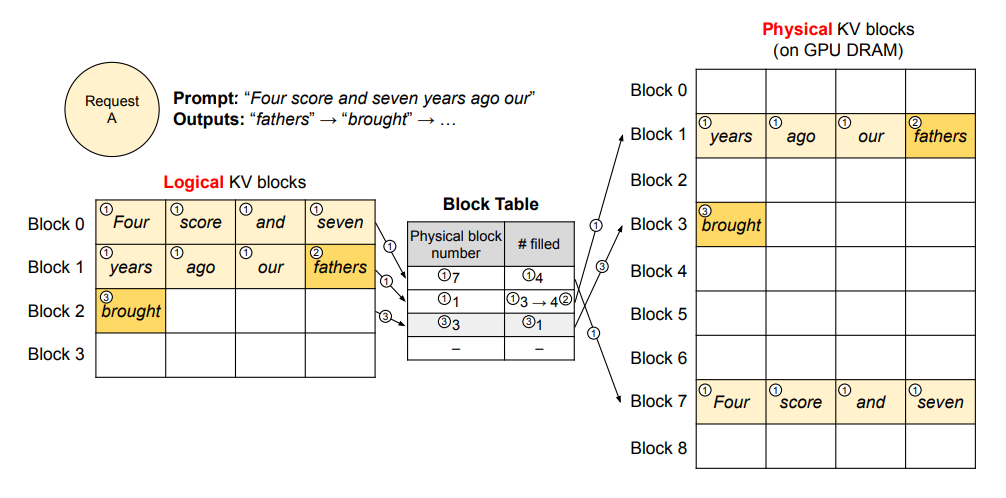 Physical KV blocks
(on GPU DRAM)
Request
A
Prompt: “Four score and seven years ago our”
Outputs: “fathers” → “brought” → …
Logical KV blocks
Block 0 ① Four ① score ① and ① seven
Block 1 ① years ① ago ① our ② fathers
Block 2 ③ brought
Block 3
① ① ③
Block Table
Physical block
number # filled
①7 ①4
①1 ①3 → 4②
③3 ③1
– –
① ③ ①
Block 0
Block 1 ① years ① ago ① our ② fathers
Block 2
Block 3 ③ brought
Block 4
Block 5
Block 6
Block 7 ① Four ① score ① and ① seven
Block 8